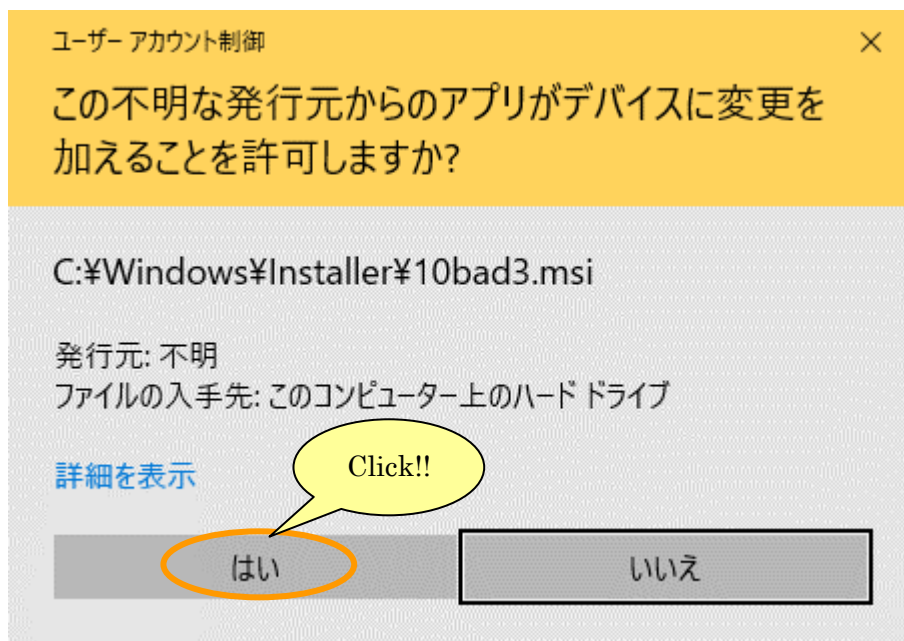 ユーザー アカウント制御
この不明な発行元からのアプリがデバイスに変更を
加えることを許可しますか?
C:¥Windows¥Installer¥10bad3.msi
発行元: 不明
ファイルの入手先: このコンピューター上のハード ドライブ
Click!!
詳細を表示
はい
いいえ